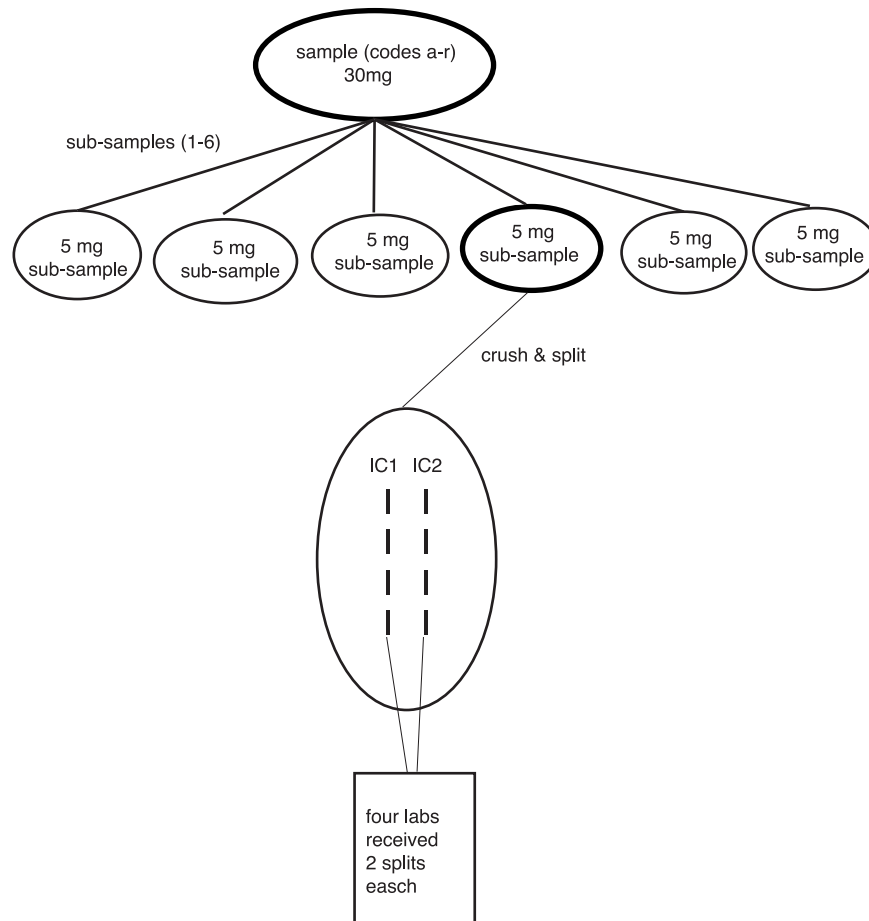 sample (codes a-r)
30mg
sub-samples (1-6)
5 mg
sub-sample
5 mg
sub-sample
5 mg
sub-sample
5 mg
sub-sample
5 mg
sub-sample
5 mg
sub-sample
crush & split
IC1 IC2
four labs
received
2 splits
easch